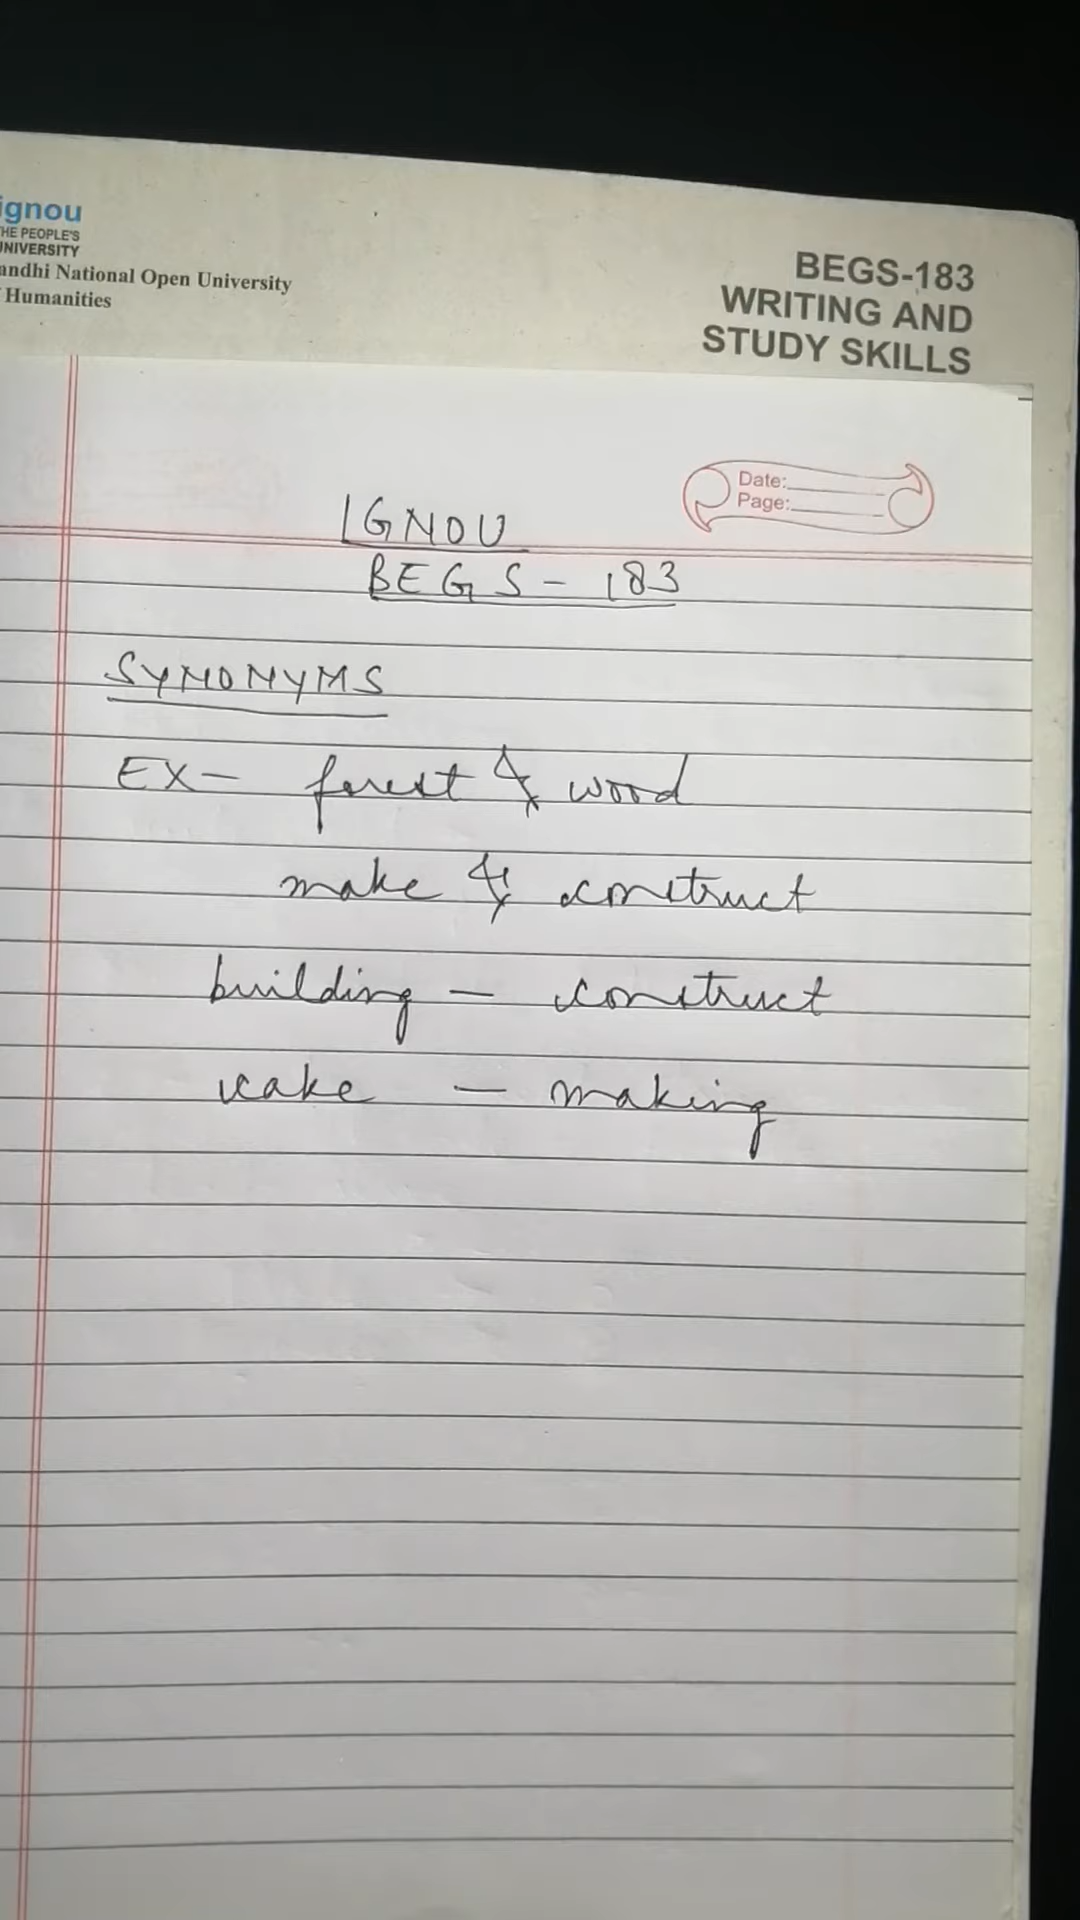 ignou
HE PEOPLE'S
UNIVERSITY
andhi National Open University
Humanities
BEGS-183
WRITING AND
STUDY SKILLS
Date:
Page:
IGNOU
BEGS - 183
SYNONYMS
EX- forest & wood
make & construct
building - construct
cake - making